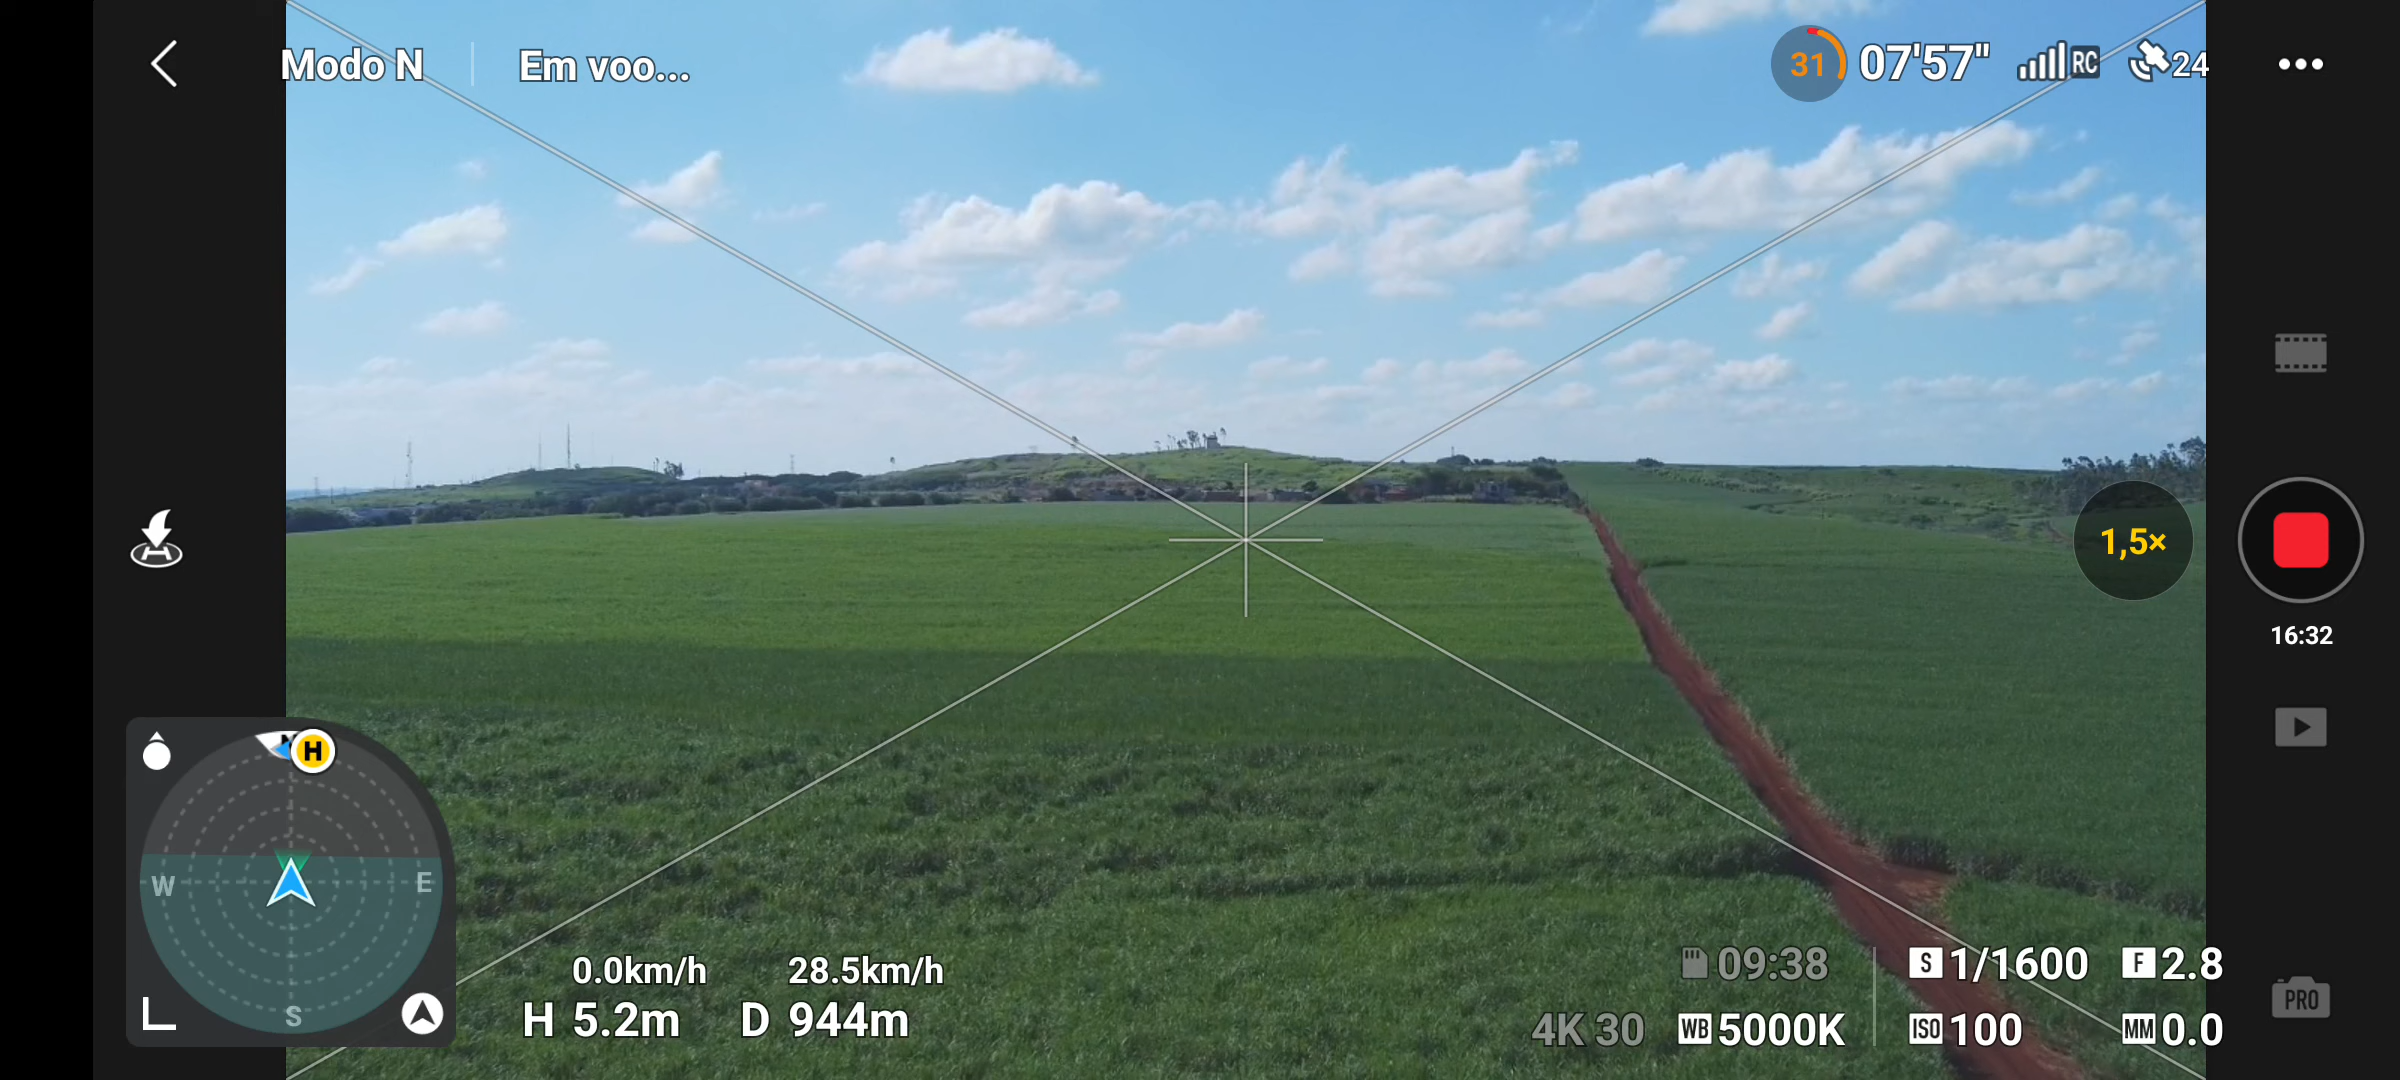 Modo N
Em voo...
31 07'57" RC 24
1,5×
16:32
N H
W E
S
0.0km/h 28.5km/h
H 5.2m D 944m
09:38 S 1/1600 F 2.8
4K 30 WB 5000K ISO 100 MM 0.0
PRO